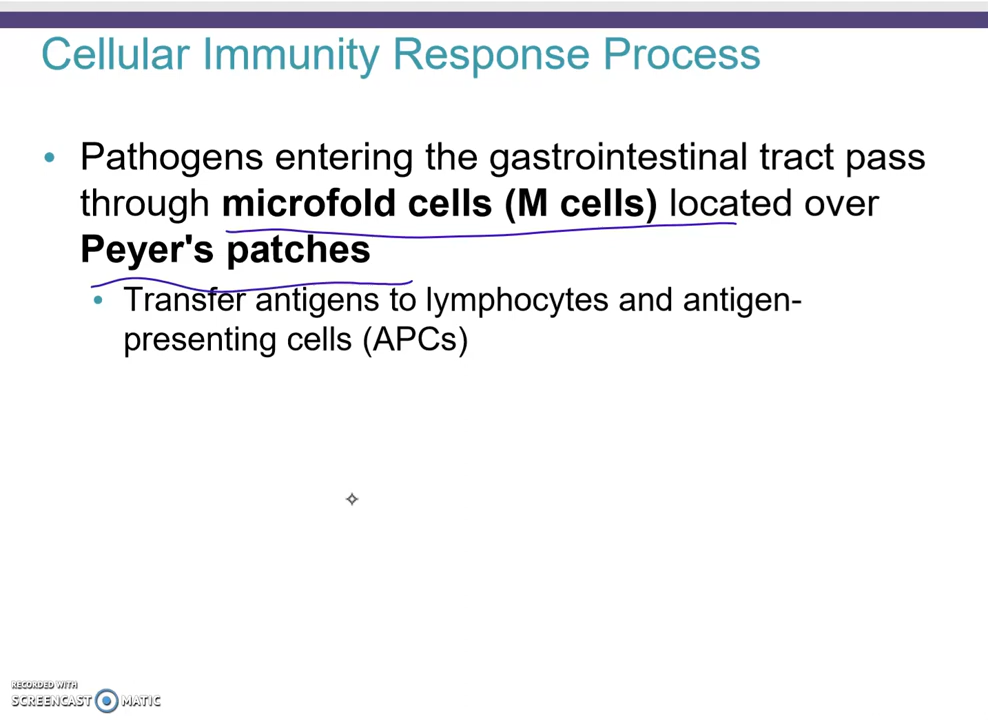 Cellular Immunity Response Process
• Pathogens entering the gastrointestinal tract pass
through microfold cells (M cells) located over
Peyer's patches
• Transfer antigens to lymphocytes and antigen-
presenting cells (APCs)
RECORDED WITH
SCREENCAST MATIC